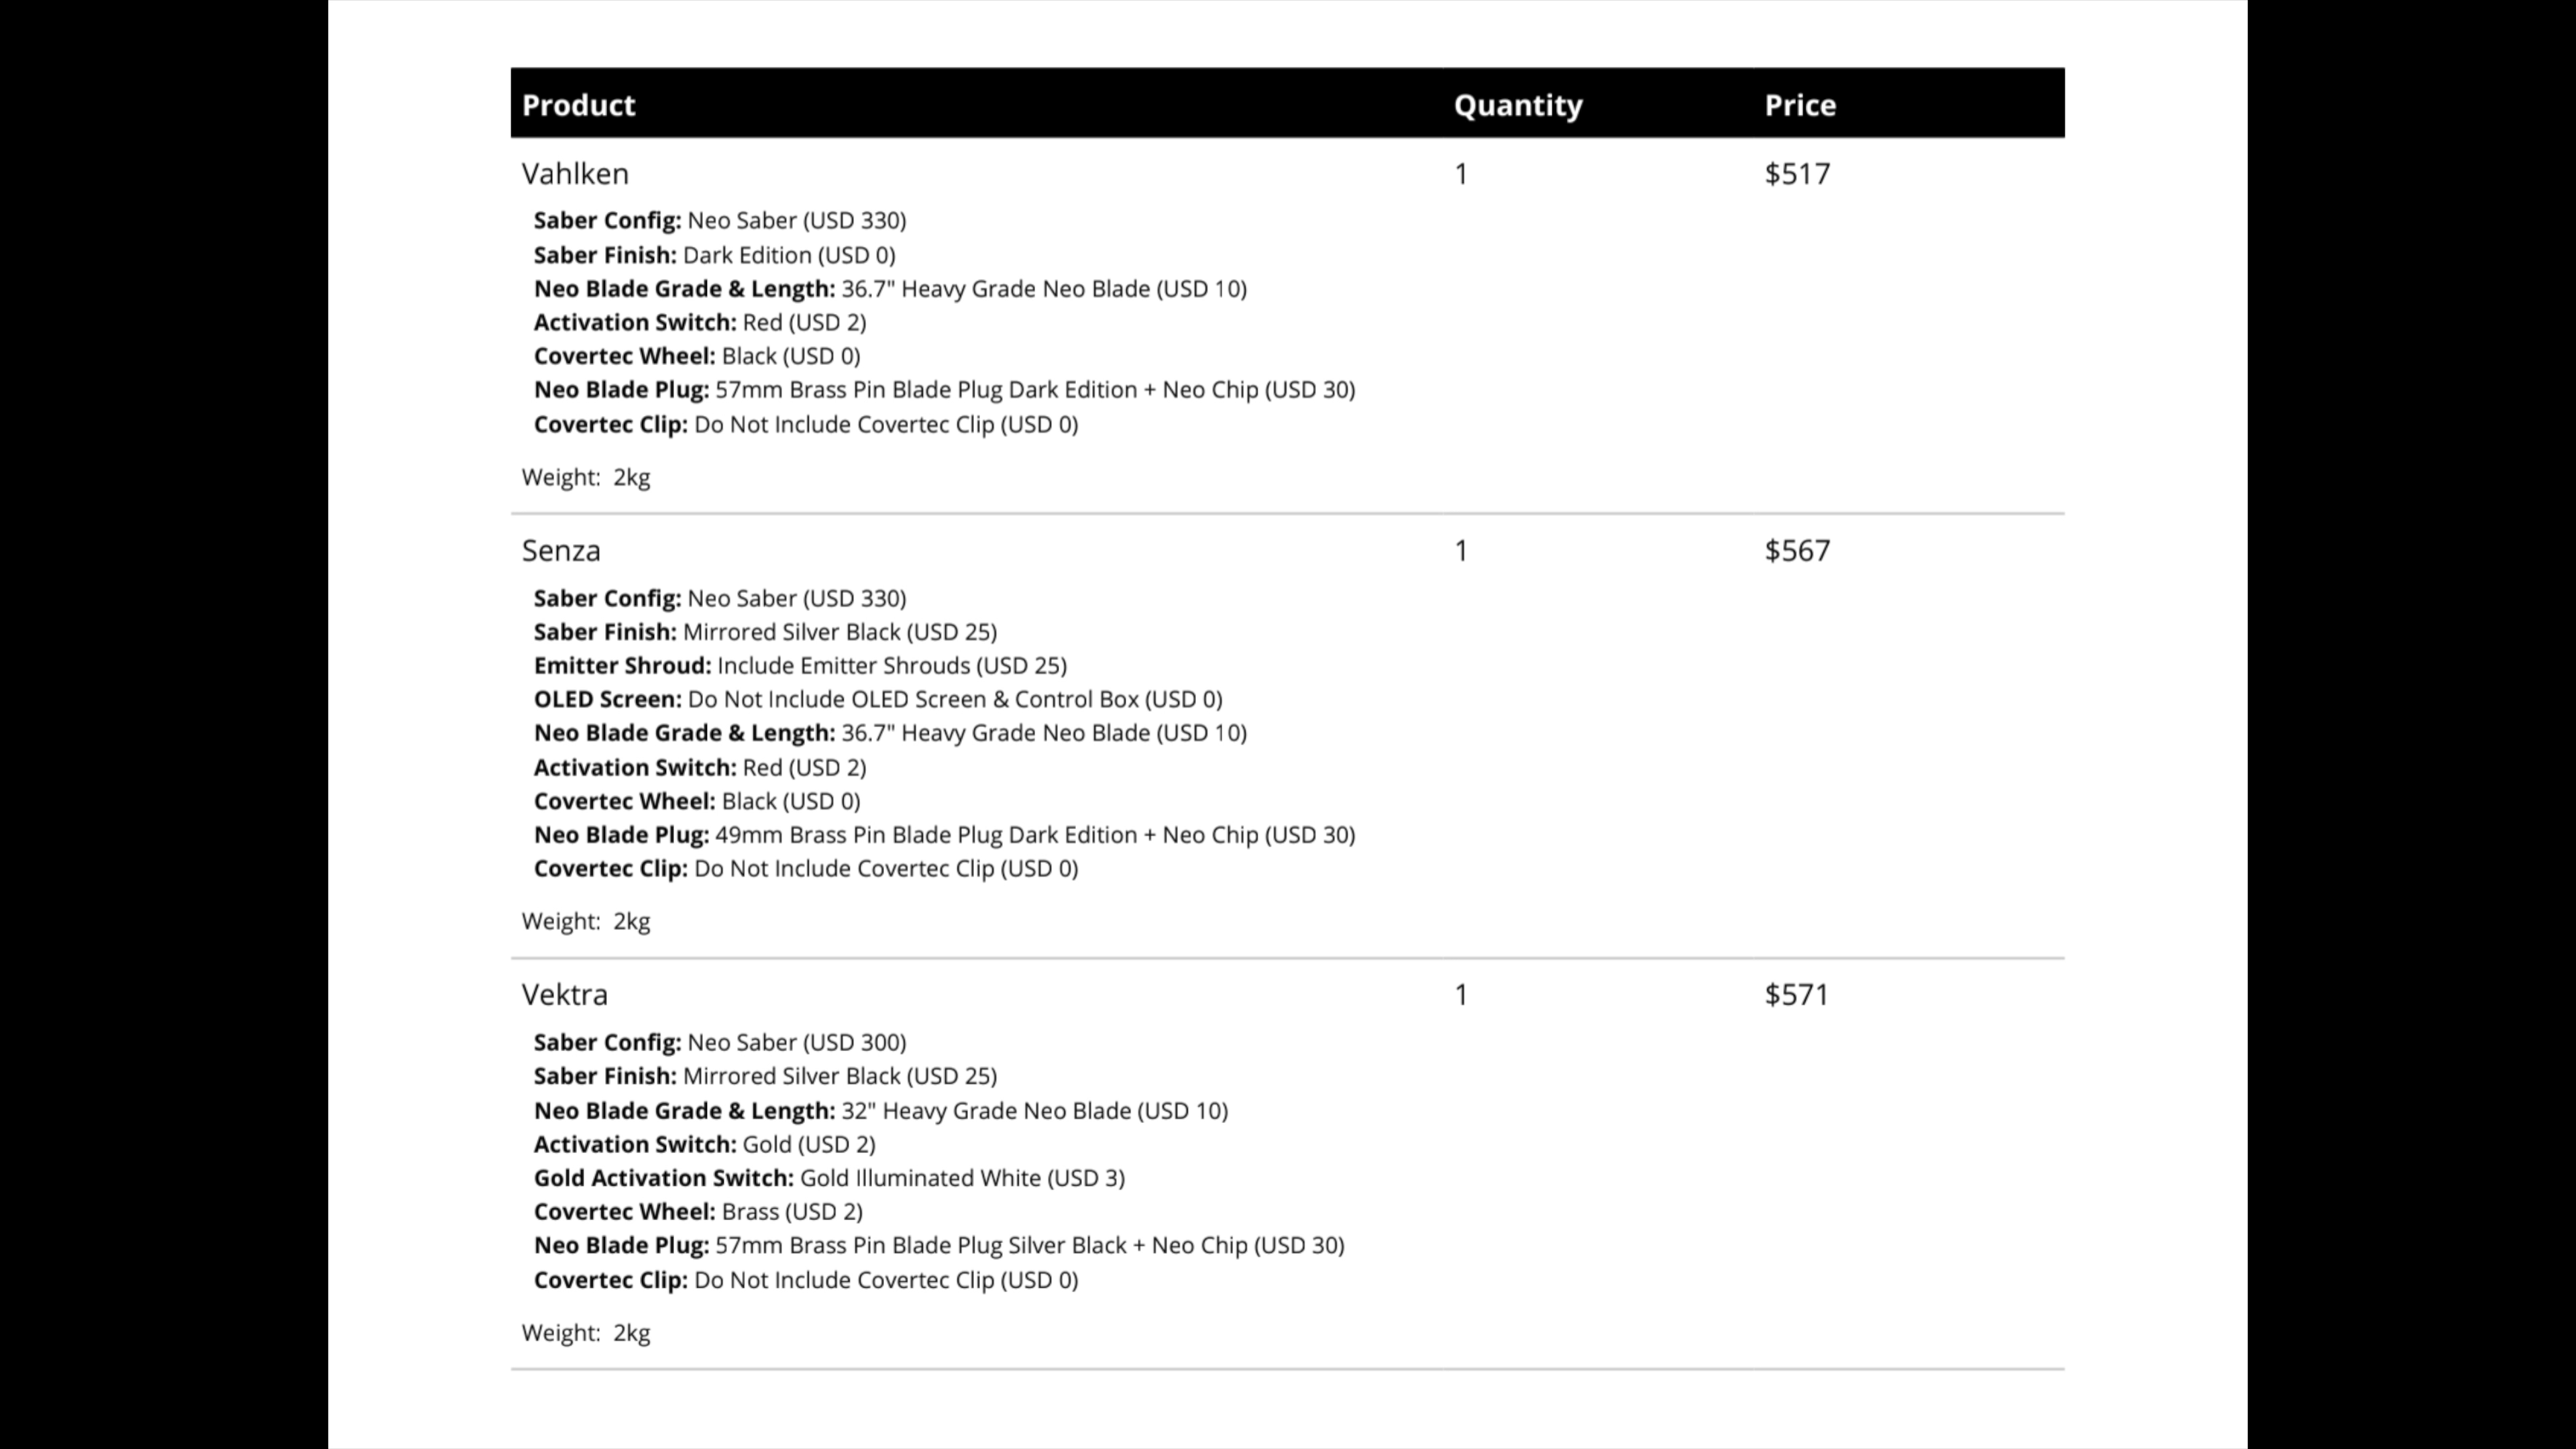 Product Quantity Price
Vahlken 1 $517
Saber Config: Neo Saber (USD 330)
Saber Finish: Dark Edition (USD 0)
Neo Blade Grade & Length: 36.7" Heavy Grade Neo Blade (USD 10)
Activation Switch: Red (USD 2)
Covertec Wheel: Black (USD 0)
Neo Blade Plug: 57mm Brass Pin Blade Plug Dark Edition + Neo Chip (USD 30)
Covertec Clip: Do Not Include Covertec Clip (USD 0)
Weight: 2kg
Senza 1 $567
Saber Config: Neo Saber (USD 330)
Saber Finish: Mirrored Silver Black (USD 25)
Emitter Shroud: Include Emitter Shrouds (USD 25)
OLED Screen: Do Not Include OLED Screen & Control Box (USD 0)
Neo Blade Grade & Length: 36.7" Heavy Grade Neo Blade (USD 10)
Activation Switch: Red (USD 2)
Covertec Wheel: Black (USD 0)
Neo Blade Plug: 49mm Brass Pin Blade Plug Dark Edition + Neo Chip (USD 30)
Covertec Clip: Do Not Include Covertec Clip (USD 0)
Weight: 2kg
Vektra 1 $571
Saber Config: Neo Saber (USD 300)
Saber Finish: Mirrored Silver Black (USD 25)
Neo Blade Grade & Length: 32" Heavy Grade Neo Blade (USD 10)
Activation Switch: Gold (USD 2)
Gold Activation Switch: Gold Illuminated White (USD 3)
Covertec Wheel: Brass (USD 2)
Neo Blade Plug: 57mm Brass Pin Blade Plug Silver Black + Neo Chip (USD 30)
Covertec Clip: Do Not Include Covertec Clip (USD 0)
Weight: 2kg